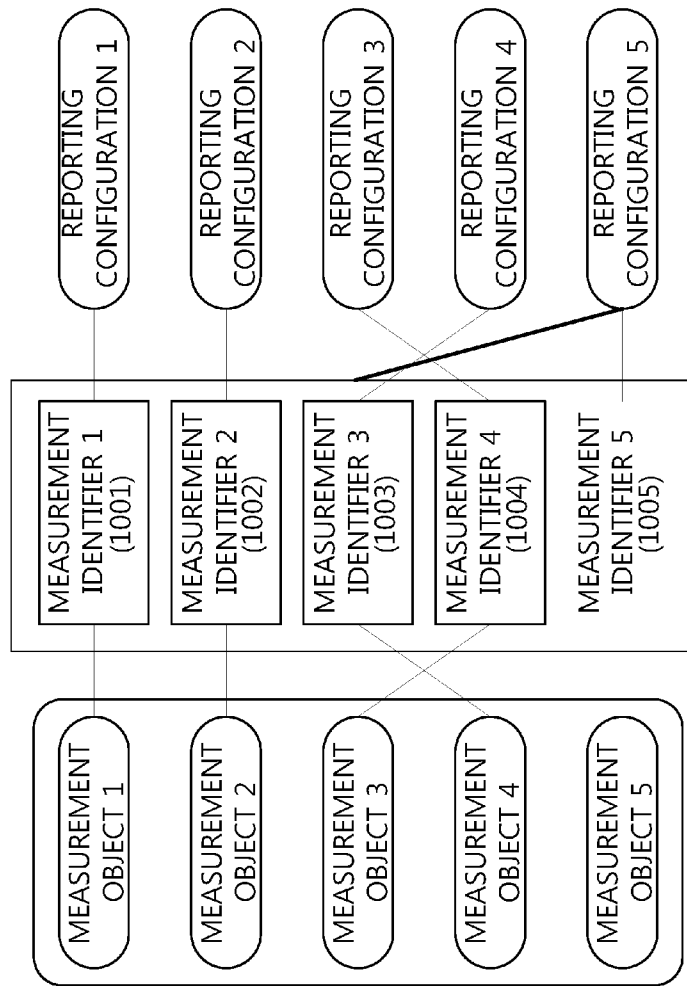 MEASUREMENT
OBJECT 1
MEASUREMENT
OBJECT 2
MEASUREMENT
OBJECT 3
MEASUREMENT
OBJECT 4
MEASUREMENT
OBJECT 5
MEASUREMENT
IDENTIFIER 1
(1001)
MEASUREMENT
IDENTIFIER 2
(1002)
MEASUREMENT
IDENTIFIER 3
(1003)
MEASUREMENT
IDENTIFIER 4
(1004)
MEASUREMENT
IDENTIFIER 5
(1005)
REPORTING
CONFIGURATION 1
REPORTING
CONFIGURATION 2
REPORTING
CONFIGURATION 3
REPORTING
CONFIGURATION 4
REPORTING
CONFIGURATION 5